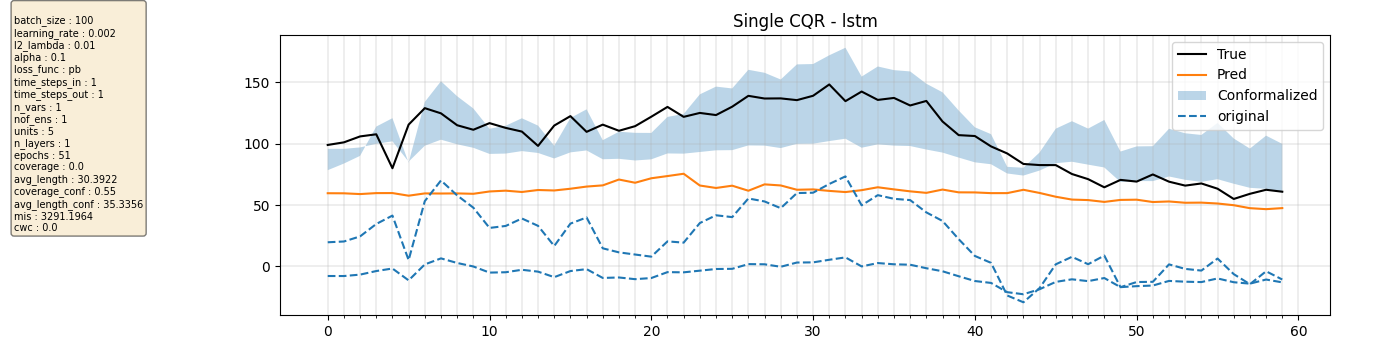 batch_size : 100
learning_rate : 0.002
l2_lambda : 0.01
alpha : 0.1
loss_func : pb
time_steps_in : 1
time_steps_out : 1
n_vars : 1
nof_ens : 1
units : 5
n_layers : 1
epochs : 51
coverage : 0.0
avg_length : 30.3922
coverage_conf : 0.55
avg_length_conf : 35.3356
mis : 3291.1964
cwc : 0.0
Single CQR - lstm
True
Pred
Conformalized
original
150
100
50
0
0 10 20 30 40 50 60